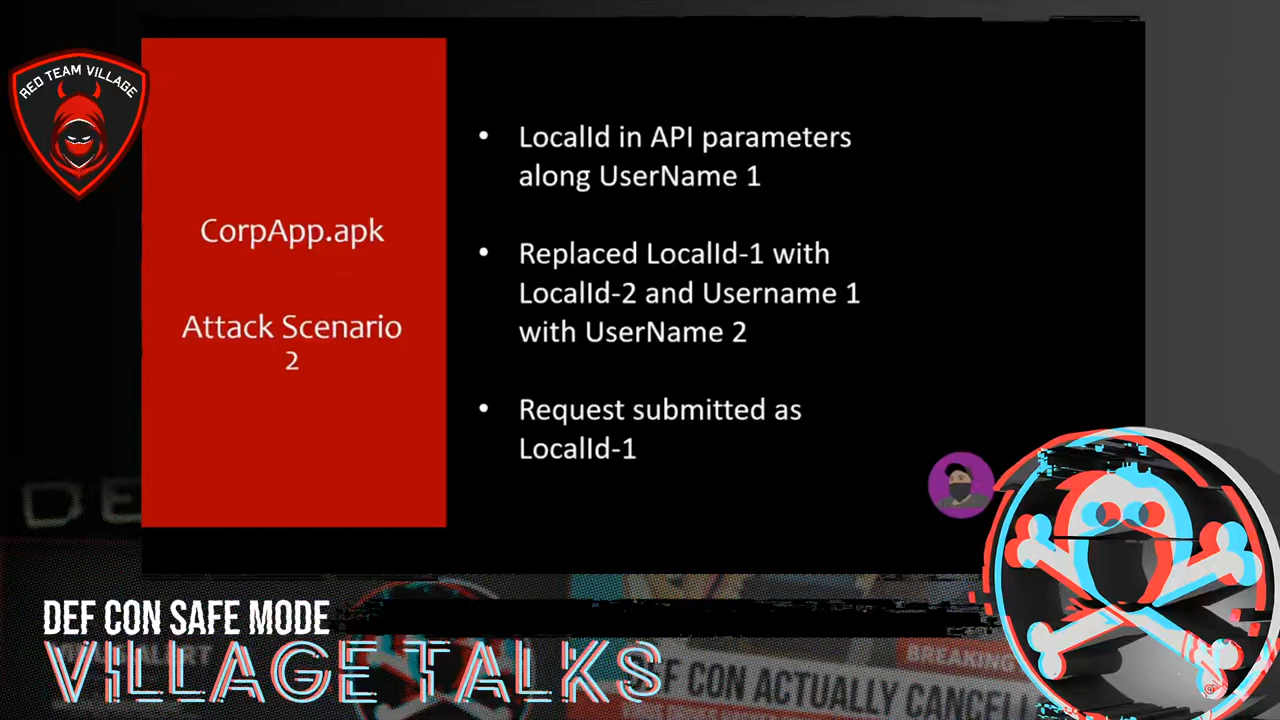 RED TEAM VILLAGE
CorpApp.apk
Attack Scenario
2
• LocalId in API parameters
along UserName 1
• Replaced LocalId-1 with
LocalId-2 and Username 1
with UserName 2
• Request submitted as
LocalId-1
DE
DEF CON SAFE MODE
VILLAGE TALKS
BREAKIN
F CON ACTUALLY CANCELL